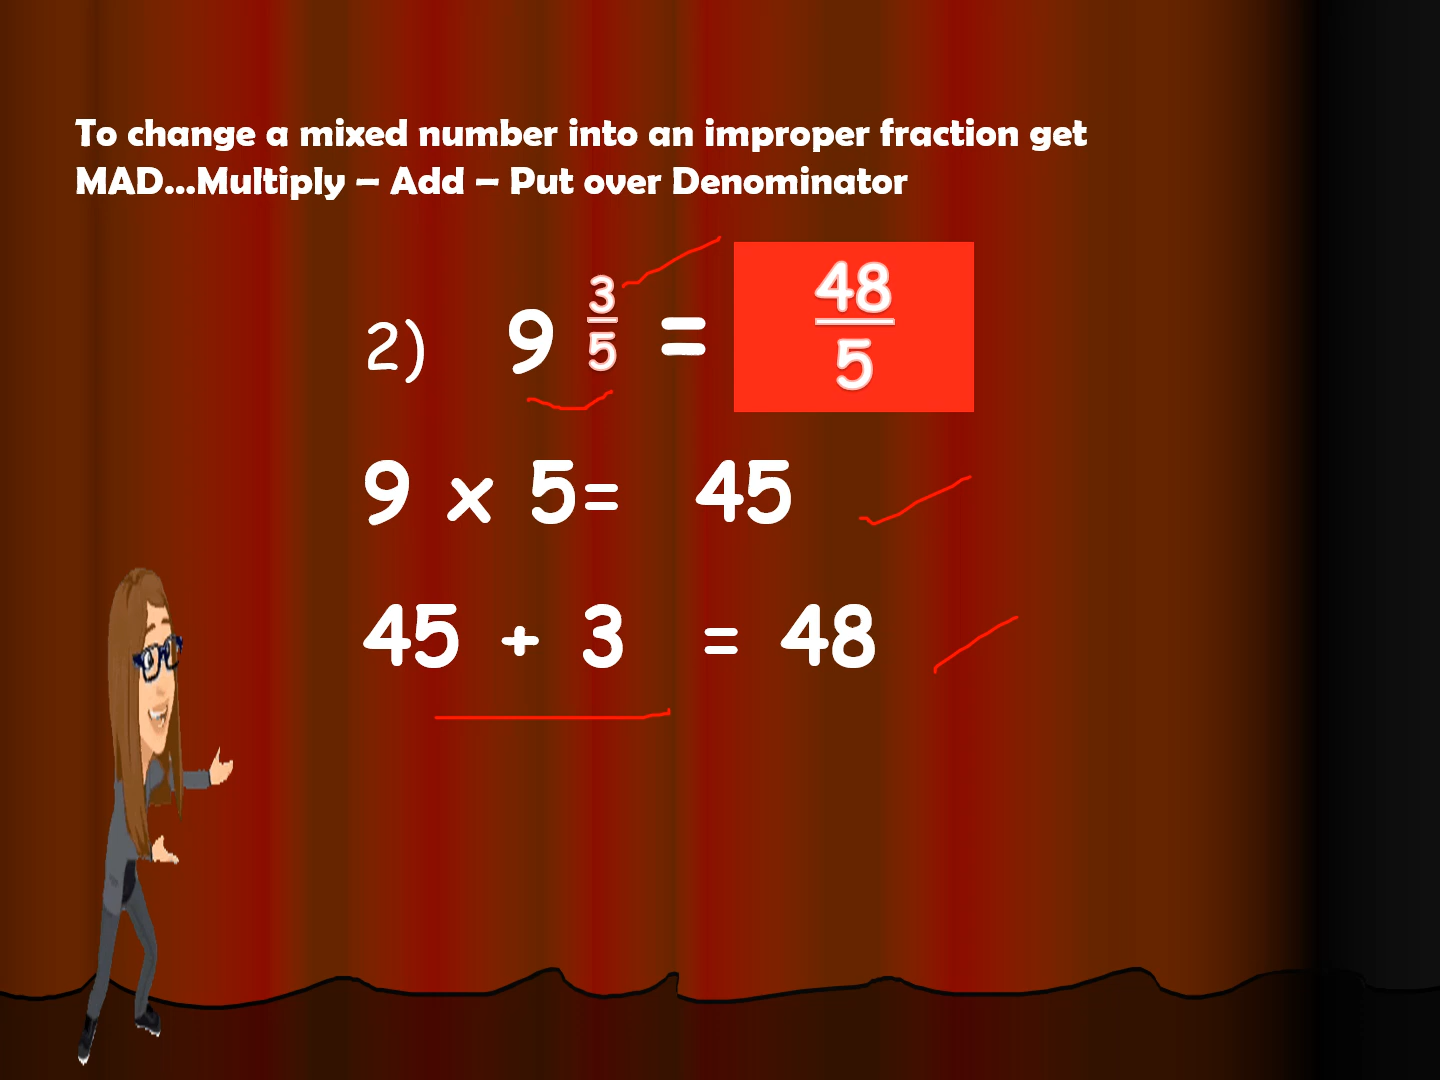 To change a mixed number into an improper fraction get
MAD...Multiply – Add – Put over Denominator
2) 9 3/5 = 48/5
9 x 5= 45
45 + 3 = 48